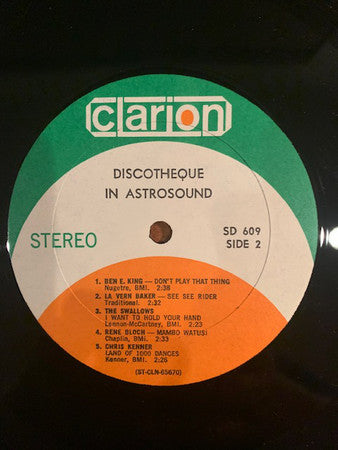 clarion
DISCOTHEQUE
IN ASTROSOUND
STEREO
SD 609
SIDE 2
1. BEN E. KING — DON'T PLAY THAT THING
Nugetre, BMI. 2:38
2. LA VERN BAKER — SEE SEE RIDER
Traditional. 2:32
3. THE SWALLOWS
I WANT TO HOLD YOUR HAND
Lennon-McCartney, BMI. 2:23
4. RENE BLOCH — MAMBO WATUSI
Chaplin, BMI. 2:33
5. CHRIS KENNER
LAND OF 1000 DANCES
Kenner, BMI. 2:26
(ST-CLN-65670)